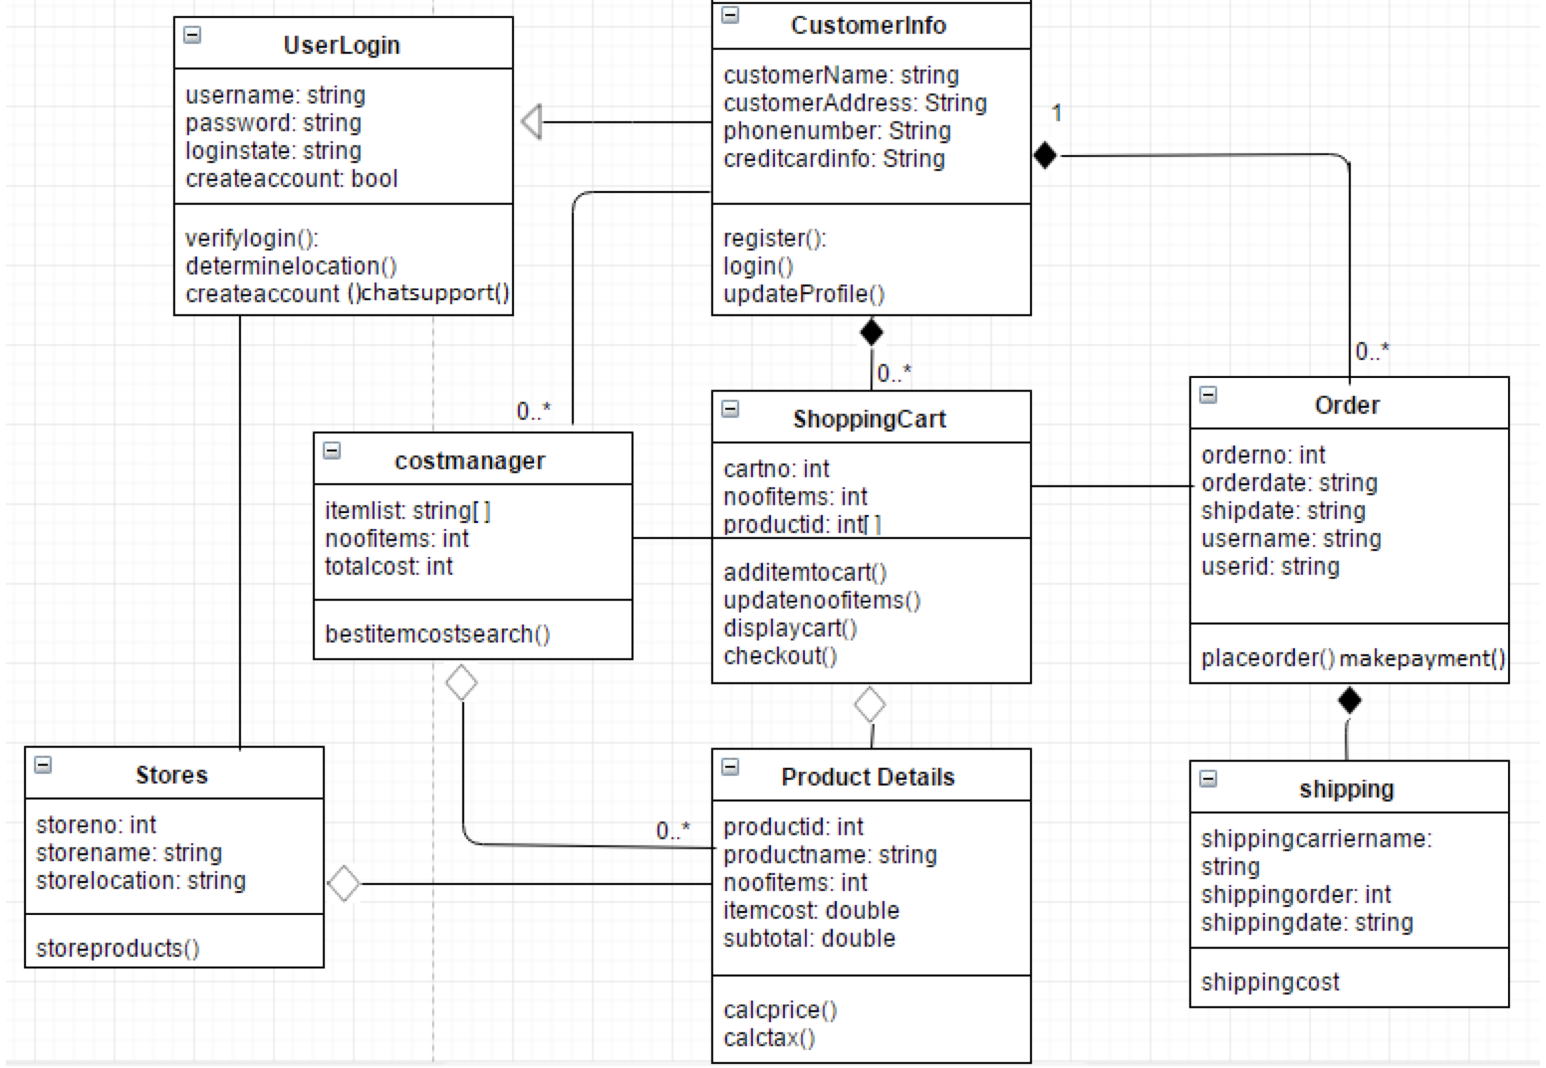 UserLogin
username: string
password: string
loginstate: string
createaccount: bool
verifylogin():
determinelocation()
createaccount ()chatsupport()
CustomerInfo
customerName: string
customerAddress: String
phonenumber: String
creditcardinfo: String
register():
login()
updateProfile()
1
0..*
0..*
0..*
costmanager
itemlist: string[ ]
noofitems: int
totalcost: int
bestitemcostsearch()
ShoppingCart
cartno: int
noofitems: int
productid: int[ ]
additemtocart()
updatenoofitems()
displaycart()
checkout()
Order
orderno: int
orderdate: string
shipdate: string
username: string
userid: string
placeorder() makepayment()
Stores
storeno: int
storename: string
storelocation: string
storeproducts()
0..*
Product Details
productid: int
productname: string
noofitems: int
itemcost: double
subtotal: double
calcprice()
calctax()
shipping
shippingcarriername:
string
shippingorder: int
shippingdate: string
shippingcost